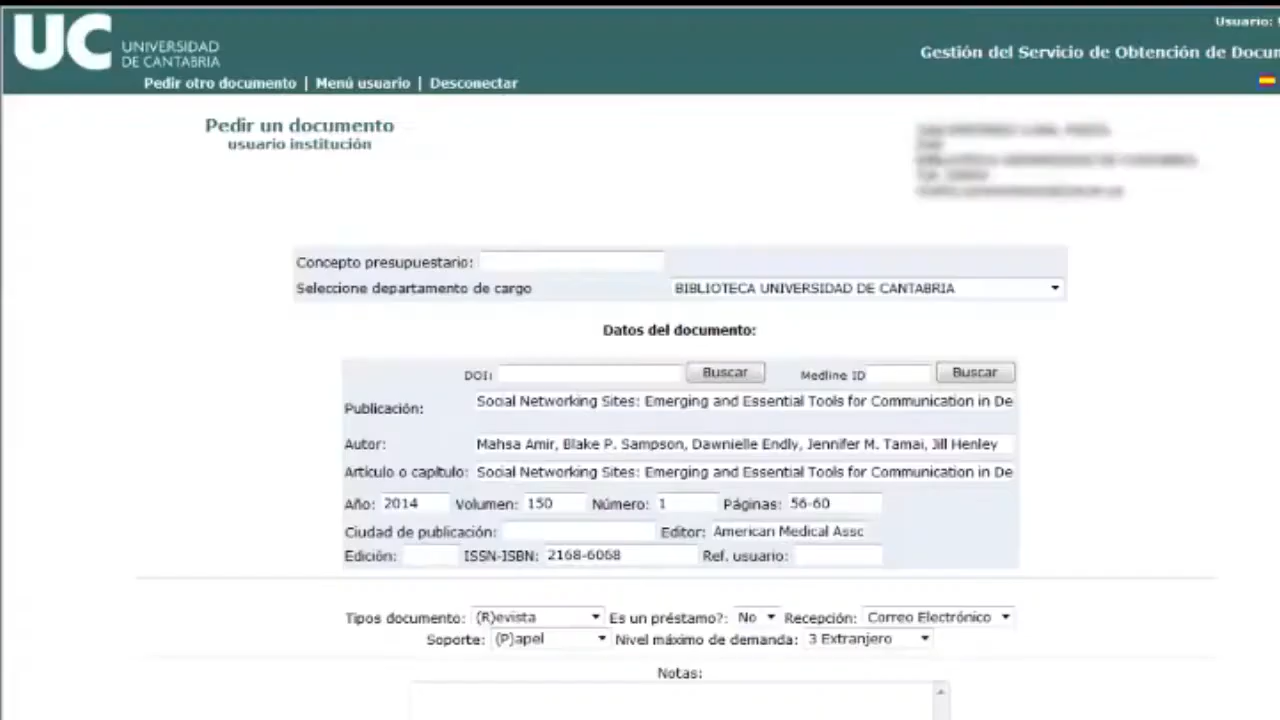 UC UNIVERSIDAD
DE CANTABRIA
Usuario:
Gestión del Servicio de Obtención de Docum
Pedir otro documento | Menú usuario | Desconectar
Pedir un documento
usuario institución
Concepto presupuestario:
Seleccione departamento de cargo BIBLIOTECA UNIVERSIDAD DE CANTABRIA
Datos del documento:
DOI: Buscar Medline ID Buscar
Publicación: Social Networking Sites: Emerging and Essential Tools for Communication in De
Autor: Mahsa Amir, Blake P. Sampson, Dawnielle Endly, Jennifer M. Tamai, Jill Henley
Artículo o capítulo: Social Networking Sites: Emerging and Essential Tools for Communication in De
Año: 2014 Volumen: 150 Número: 1 Páginas: 56-60
Ciudad de publicación: Editor: American Medical Assc
Edición: ISSN-ISBN: 2168-6068 Ref. usuario:
Tipos documento: (R)evista Es un préstamo?: No Recepción: Correo Electrónico
Soporte: (P)apel Nivel máximo de demanda: 3 Extranjero
Notas: